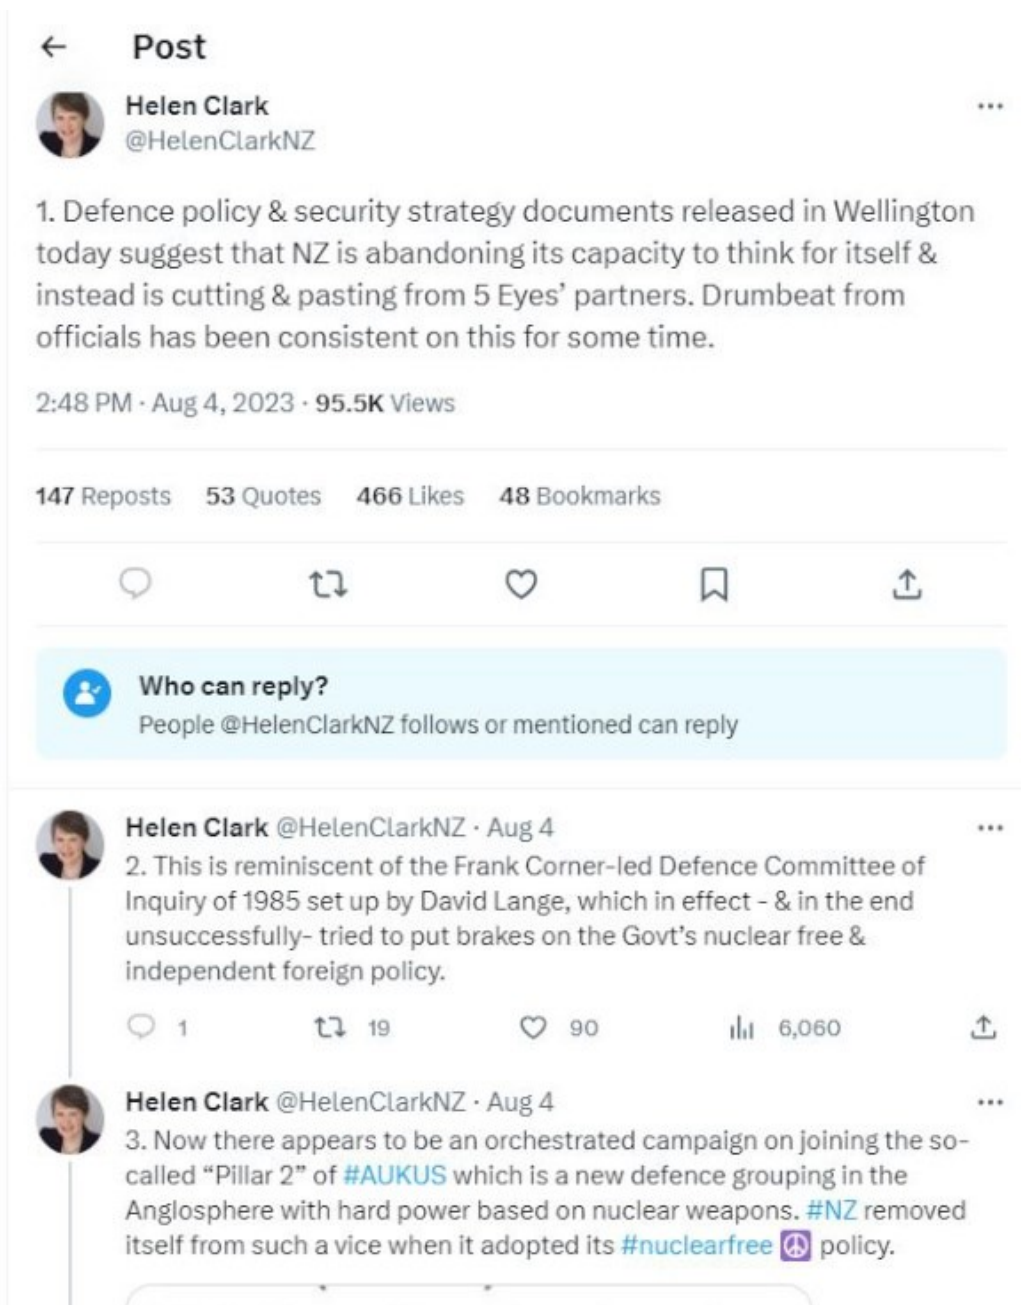 Post
Helen Clark
@HelenClarkNZ
1. Defence policy & security strategy documents released in Wellington
today suggest that NZ is abandoning its capacity to think for itself &
instead is cutting & pasting from 5 Eyes’ partners. Drumbeat from
officials has been consistent on this for some time.
2:48 PM · Aug 4, 2023 · 95.5K Views
147 Reposts 53 Quotes 466 Likes 48 Bookmarks
Who can reply?
People @HelenClarkNZ follows or mentioned can reply
Helen Clark @HelenClarkNZ · Aug 4
2. This is reminiscent of the Frank Corner-led Defence Committee of
Inquiry of 1985 set up by David Lange, which in effect - & in the end
unsuccessfully- tried to put brakes on the Govt’s nuclear free &
independent foreign policy.
1 19 90 6,060
Helen Clark @HelenClarkNZ · Aug 4
3. Now there appears to be an orchestrated campaign on joining the so-
called “Pillar 2” of #AUKUS which is a new defence grouping in the
Anglosphere with hard power based on nuclear weapons. #NZ removed
itself from such a vice when it adopted its #nuclearfree ☮️ policy.